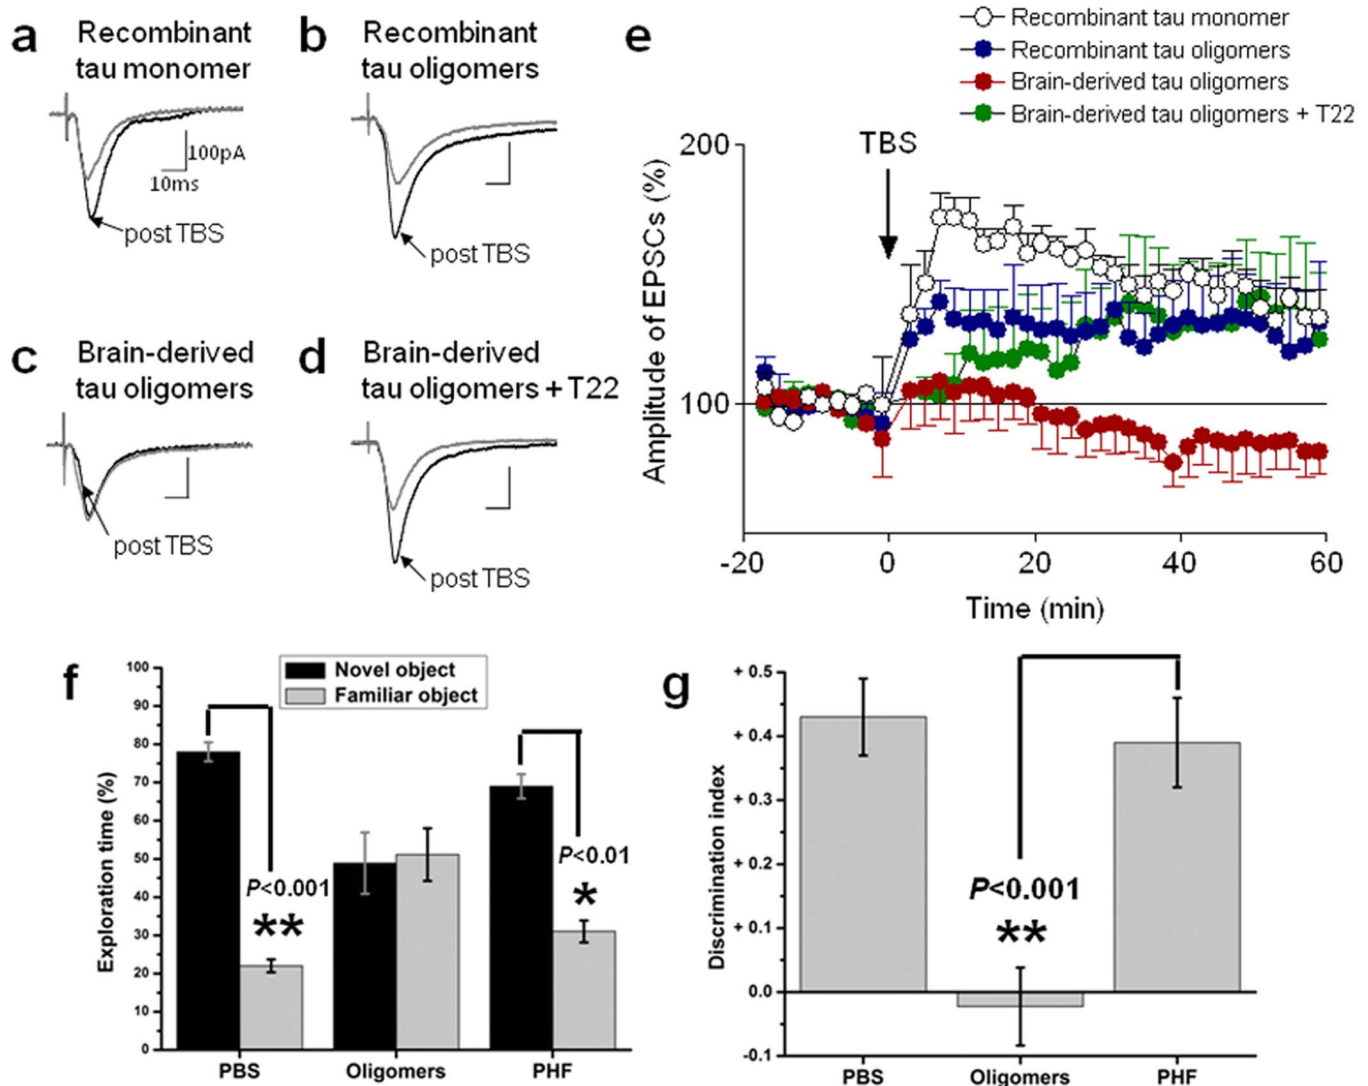 a
Recombinant
tau monomer
100pA
10ms
post TBS
b
Recombinant
tau oligomers
post TBS
c
Brain-derived
tau oligomers
post TBS
d
Brain-derived
tau oligomers + T22
post TBS
e
Recombinant tau monomer
Recombinant tau oligomers
Brain-derived tau oligomers
Brain-derived tau oligomers + T22
TBS
Amplitude of EPSCs (%)
200
100
-20
0
20
40
60
Time (min)
f
Novel object
Familiar object
Exploration time (%)
100
90
80
70
60
50
40
30
20
10
0
P<0.001
**
P<0.01
*
PBS
Oligomers
PHF
g
Discrimination index
+ 0.5
+ 0.4
+ 0.3
+ 0.2
+ 0.1
0.0
-0.1
P<0.001
**
PBS
Oligomers
PHF